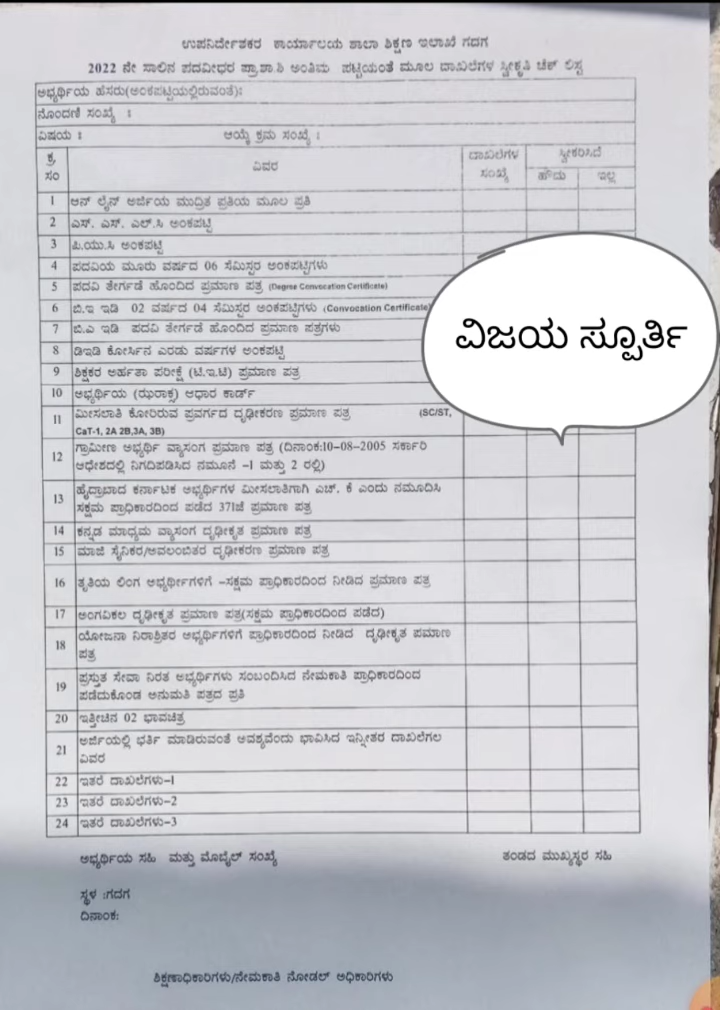 ಉಪನಿರ್ದೇಶಕರ ಕಾರ್ಯಾಲಯ ಶಾಲಾ ಶಿಕ್ಷಣ ಇಲಾಖೆ ಗದಗ
2022 ನೇ ಸಾಲಿನ ಪದವೀಧರ ಪ್ರಾ.ಶಾ.ಶಿ ಅಂತಿಮ ಪಟ್ಟಿಯಂತೆ ಮೂಲ ದಾಖಲೆಗಳ ಸ್ವೀಕೃತಿ ಚೆಕ್ ಲಿಸ್ಟ
ಅಭ್ಯರ್ಥಿಯ ಹೆಸರು(ಅಂಕಪಟ್ಟಿಯಲ್ಲಿರುವಂತೆ):
ನೊಂದಣಿ ಸಂಖ್ಯೆ :
ವಿಷಯ : ಆಯ್ಕೆ ಕ್ರಮ ಸಂಖ್ಯೆ :
ಕ್ರ. ಸಂ ವಿವರ ದಾಖಲೆಗಳ ಸಂಖ್ಯೆ ಸ್ವೀಕರಿಸಿದೆ
ಹೌದು ಇಲ್ಲ
1 ಆನ್ ಲೈನ್ ಅರ್ಜಿಯ ಮುದ್ರಿತ ಪ್ರತಿಯ ಮೂಲ ಪ್ರತಿ
2 ಎಸ್. ಎಸ್. ಎಲ್.ಸಿ ಅಂಕಪಟ್ಟಿ
3 ಪಿ.ಯು.ಸಿ ಅಂಕಪಟ್ಟಿ
4 ಪದವಿಯ ಮೂರು ವರ್ಷದ 06 ಸೆಮಿಸ್ಟರ ಅಂಕಪಟ್ಟಿಗಳು
5 ಪದವಿ ತೇರ್ಗಡೆ ಹೊಂದಿದ ಪ್ರಮಾಣ ಪತ್ರ (Degree Convocation Certificate)
6 ಬಿ.ಇ ಇಡಿ 02 ವರ್ಷದ 04 ಸೆಮಿಸ್ಟರ ಅಂಕಪಟ್ಟಿಗಳು (Convocation Certificate)
7 ಬಿ.ಎ ಇಡಿ ಪದವಿ ತೇರ್ಗಡೆ ಹೊಂದಿದ ಪ್ರಮಾಣ ಪತ್ರಗಳು
8 ಡಿಇಡಿ ಕೋರ್ಸಿನ ಎರಡು ವರ್ಷಗಳ ಅಂಕಪಟ್ಟಿ
9 ಶಿಕ್ಷಕರ ಅರ್ಹತಾ ಪರೀಕ್ಷೆ (ಟಿ.ಇ.ಟಿ) ಪ್ರಮಾಣ ಪತ್ರ
10 ಅಭ್ಯರ್ಥಿಯ (ಝರಾಕ್ಸ) ಆಧಾರ ಕಾರ್ಡ್
11 ಮೀಸಲಾತಿ ಕೋರಿರುವ ಪ್ರವರ್ಗದ ದೃಢೀಕರಣ ಪ್ರಮಾಣ ಪತ್ರ (SC/ST,
CaT-1, 2A 2B,3A, 3B)
12 ಗ್ರಾಮೀಣ ಅಭ್ಯರ್ಥಿ ವ್ಯಾಸಂಗ ಪ್ರಮಾಣ ಪತ್ರ (ದಿನಾಂಕ:10-08-2005 ಸರ್ಕಾರಿ
ಆಧೇಶದಲ್ಲಿ ನಿಗದಿಪಡಿಸಿದ ನಮೂನೆ -1 ಮತ್ತು 2 ರಲ್ಲಿ)
13 ಹೈದ್ರಾಬಾದ ಕರ್ನಾಟಕ ಅಭ್ಯರ್ಥಿಗಳ ಮೀಸಲಾತಿಗಾಗಿ ಎಚ್. ಕೆ ಎಂದು ನಮೂದಿಸಿ
ಸಕ್ಷಮ ಪ್ರಾಧಿಕಾರದಿಂದ ಪಡೆದ 371ಜೆ ಪ್ರಮಾಣ ಪತ್ರ
14 ಕನ್ನಡ ಮಾಧ್ಯಮ ವ್ಯಾಸಂಗ ದೃಢೀಕೃತ ಪ್ರಮಾಣ ಪತ್ರ
15 ಮಾಜಿ ಸೈನಿಕರ/ಅವಲಂಬಿತರ ದೃಢೀಕರಣ ಪ್ರಮಾಣ ಪತ್ರ
16 ತೃತಿಯ ಲಿಂಗ ಅಭ್ಯರ್ಥಿಗಳಿಗೆ -ಸಕ್ಷಮ ಪ್ರಾಧಿಕಾರದಿಂದ ನೀಡಿದ ಪ್ರಮಾಣ ಪತ್ರ
17 ಅಂಗವಿಕಲ ದೃಢೀಕೃತ ಪ್ರಮಾಣ ಪತ್ರ(ಸಕ್ಷಮ ಪ್ರಾಧಿಕಾರದಿಂದ ಪಡೆದ)
18 ಯೋಜನಾ ನಿರಾಶ್ರಿತರ ಅಭ್ಯರ್ಥಿಗಳಿಗೆ ಪ್ರಾಧಿಕಾರದಿಂದ ನೀಡಿದ ದೃಢೀಕೃತ ಪಮಾಣ
ಪತ್ರ
19 ಪ್ರಸ್ತುತ ಸೇವಾ ನಿರತ ಅಭ್ಯರ್ಥಿಗಳು ಸಂಬಂದಿಸಿದ ನೇಮಕಾತಿ ಪ್ರಾಧಿಕಾರದಿಂದ
ಪಡೆದುಕೊಂಡ ಅನುಮತಿ ಪತ್ರದ ಪ್ರತಿ
20 ಇತ್ತೀಚಿನ 02 ಭಾವಚಿತ್ರ
21 ಅರ್ಜಿಯಲ್ಲಿ ಭರ್ತಿ ಮಾಡಿರುವಂತೆ ಅವಶ್ಯವೆಂದು ಭಾವಿಸಿದ ಇನ್ನೀತರ ದಾಖಲೆಗಲ
ವಿವರ
22 ಇತರೆ ದಾಖಲೆಗಳು-1
23 ಇತರೆ ದಾಖಲೆಗಳು-2
24 ಇತರೆ ದಾಖಲೆಗಳು-3
ವಿಜಯ ಸ್ಪೂರ್ತಿ
ಅಭ್ಯರ್ಥಿಯ ಸಹಿ ಮತ್ತು ಮೊಬೈಲ್ ಸಂಖ್ಯೆ ತಂಡದ ಮುಖ್ಯಸ್ಥರ ಸಹಿ
ಸ್ಥಳ :ಗದಗ
ದಿನಾಂಕ:
ಶಿಕ್ಷಣಾಧಿಕಾರಿಗಳು/ನೇಮಕಾತಿ ನೋಡಲ್ ಅಧಿಕಾರಿಗಳು